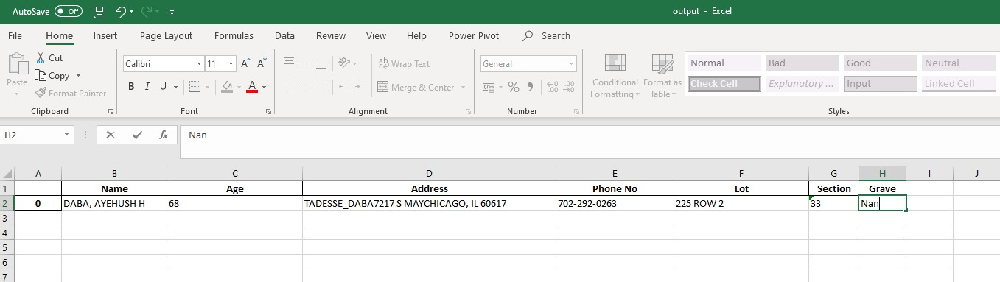 AutoSave Off output - Excel
File Home Insert Page Layout Formulas Data Review View Help Power Pivot Search
Paste Cut Copy Format Painter
Clipboard
Calibri 11 A A
B I U A
Font
Wrap Text
Merge & Center
Alignment
General
% ,
.00 .00
Number
Conditional Formatting
Format as Table
Normal Bad Good Neutral
Check Cell Explanatory ... Input Linked Cell
Styles
H2 fx Nan
A B C D E F G H I J
1 Name Age Address Phone No Lot Section Grave
2 0 DABA, AYEHUSH H 68 TADESSE_DABA7217 S MAYCHICAGO, IL 60617 702-292-0263 225 ROW 2 33 Nan
3
4
5
6
7